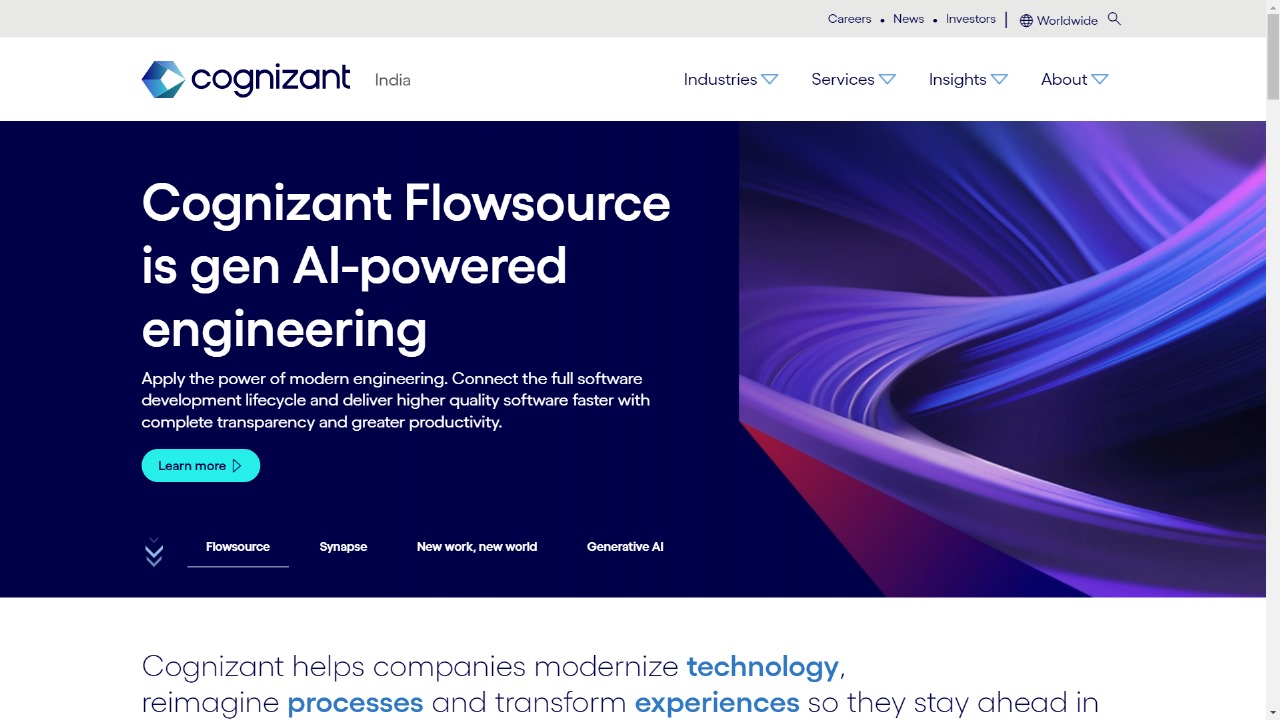 Careers • News • Investors | Worldwide
cognizant India Industries Services Insights About
Cognizant Flowsource
is gen AI-powered
engineering
Apply the power of modern engineering. Connect the full software
development lifecycle and deliver higher quality software faster with
complete transparency and greater productivity.
Learn more
Flowsource Synapse New work, new world Generative AI
Cognizant helps companies modernize technology,
reimagine processes and transform experiences so they stay ahead in